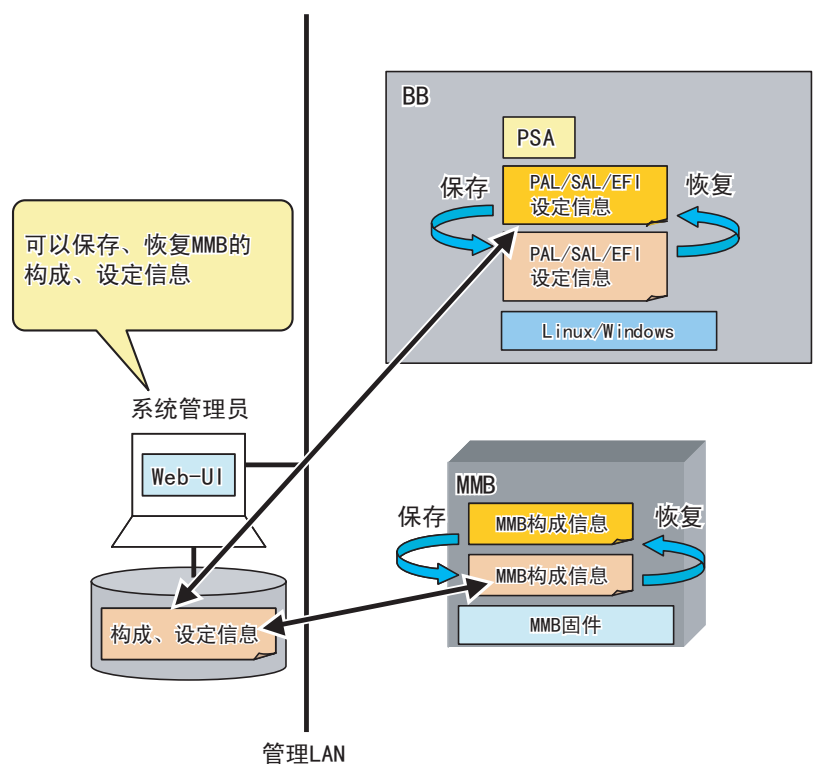 BB
PSA
保存
PAL/SAL/EFI
设定信息
恢复
PAL/SAL/EFI
设定信息
Linux/Windows
可以保存、恢复MMB的
构成、设定信息
系统管理员
Web-UI
构成、设定信息
MMB
保存
MMB构成信息
恢复
MMB构成信息
MMB固件
管理LAN